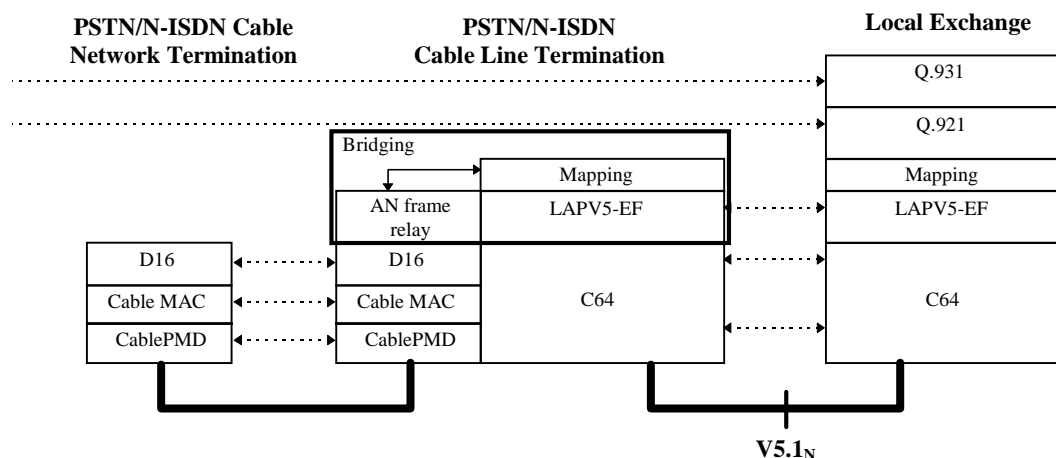 PSTN/N-ISDN Cable
Network Termination
PSTN/N-ISDN
Cable Line Termination
Local Exchange
Q.931
Q.921
Bridging
Mapping
Mapping
AN frame
relay
LAPV5-EF
LAPV5-EF
D16
D16
C64
C64
Cable MAC
Cable MAC
CablePMD
CablePMD
V5.1N